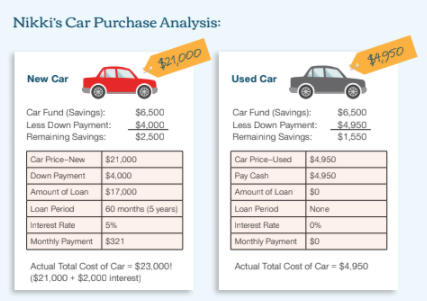 Nikki's Car Purchase Analysis:
$21,000
New Car
Car Fund (Savings): $6,500
Less Down Payment: $4,000
Remaining Savings: $2,500
Car Price–New $21,000
Down Payment $4,000
Amount of Loan $17,000
Loan Period 60 months (5 years)
Interest Rate 5%
Monthly Payment $321
Actual Total Cost of Car = $23,000!
($21,000 + $2,000 interest)
$4,950
Used Car
Car Fund (Savings): $6,500
Less Down Payment: $4,950
Remaining Savings: $1,550
Car Price–Used $4,950
Pay Cash $4,950
Amount of Loan $0
Loan Period None
Interest Rate 0%
Monthly Payment $0
Actual Total Cost of Car = $4,950